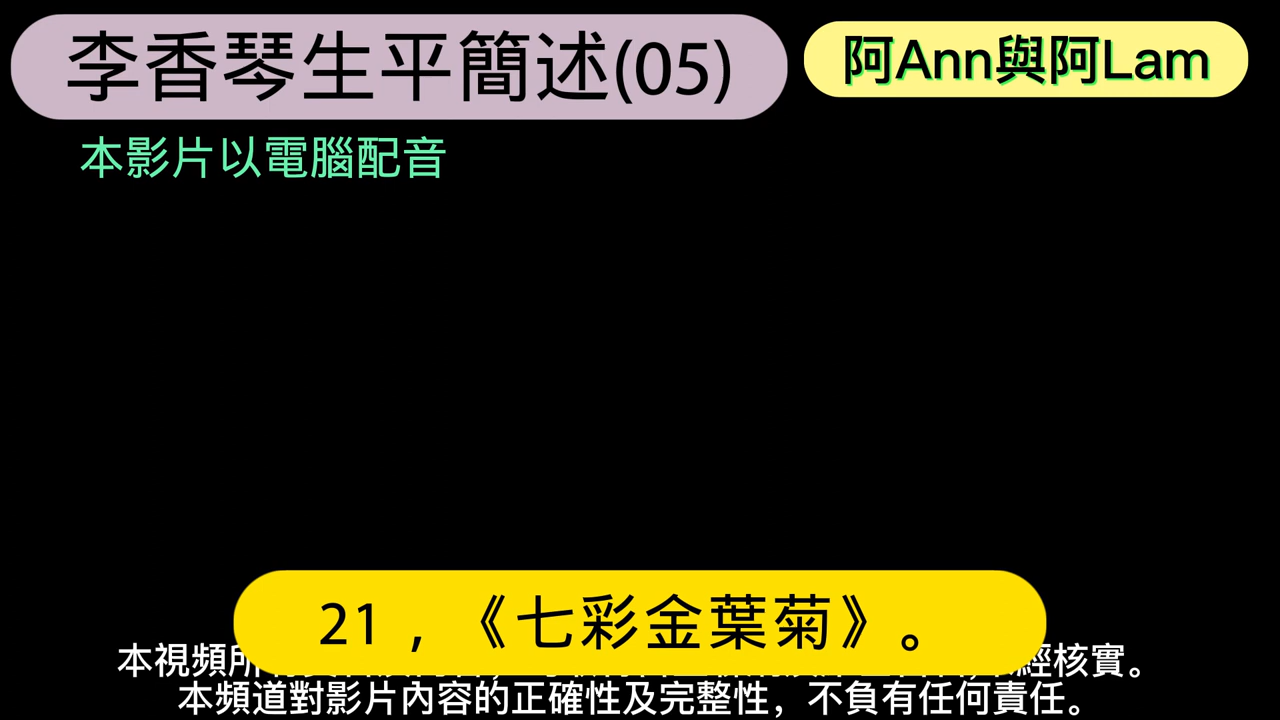 李香琴生平簡述(05)
阿Ann與阿Lam
本影片以電腦配音
21，《七彩金葉菊》。
本視頻所 經核實。
本頻道對影片內容的正確性及完整性，不負有任何責任。